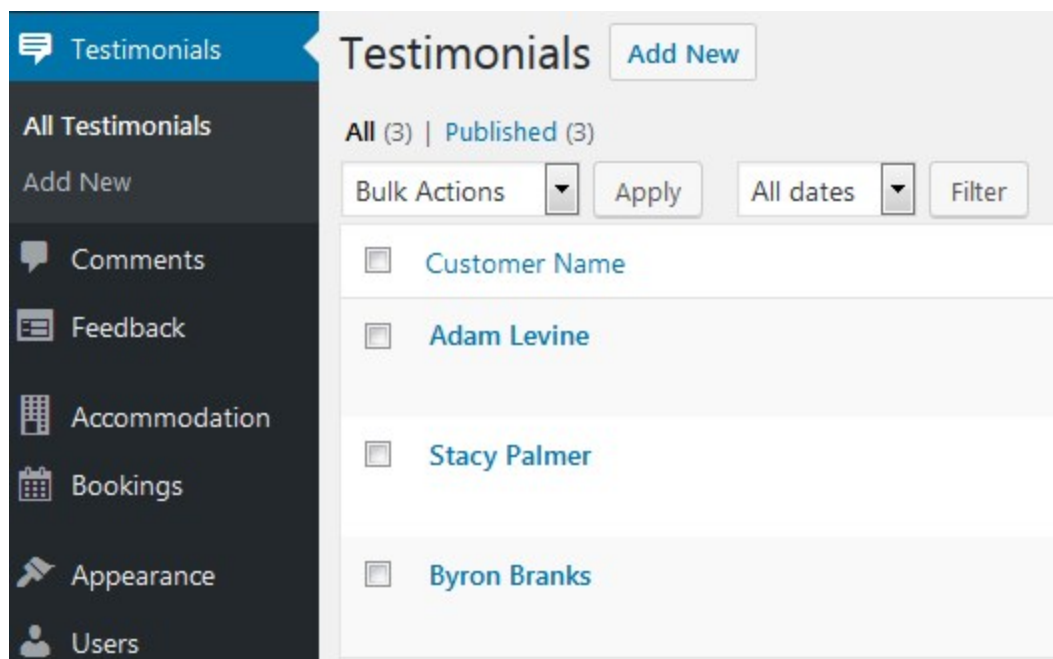 Testimonials
All Testimonials
Add New
Comments
Feedback
Accommodation
Bookings
Appearance
Users
Testimonials Add New
All (3) | Published (3)
Bulk Actions Apply All dates Filter
Customer Name
Adam Levine
Stacy Palmer
Byron Branks